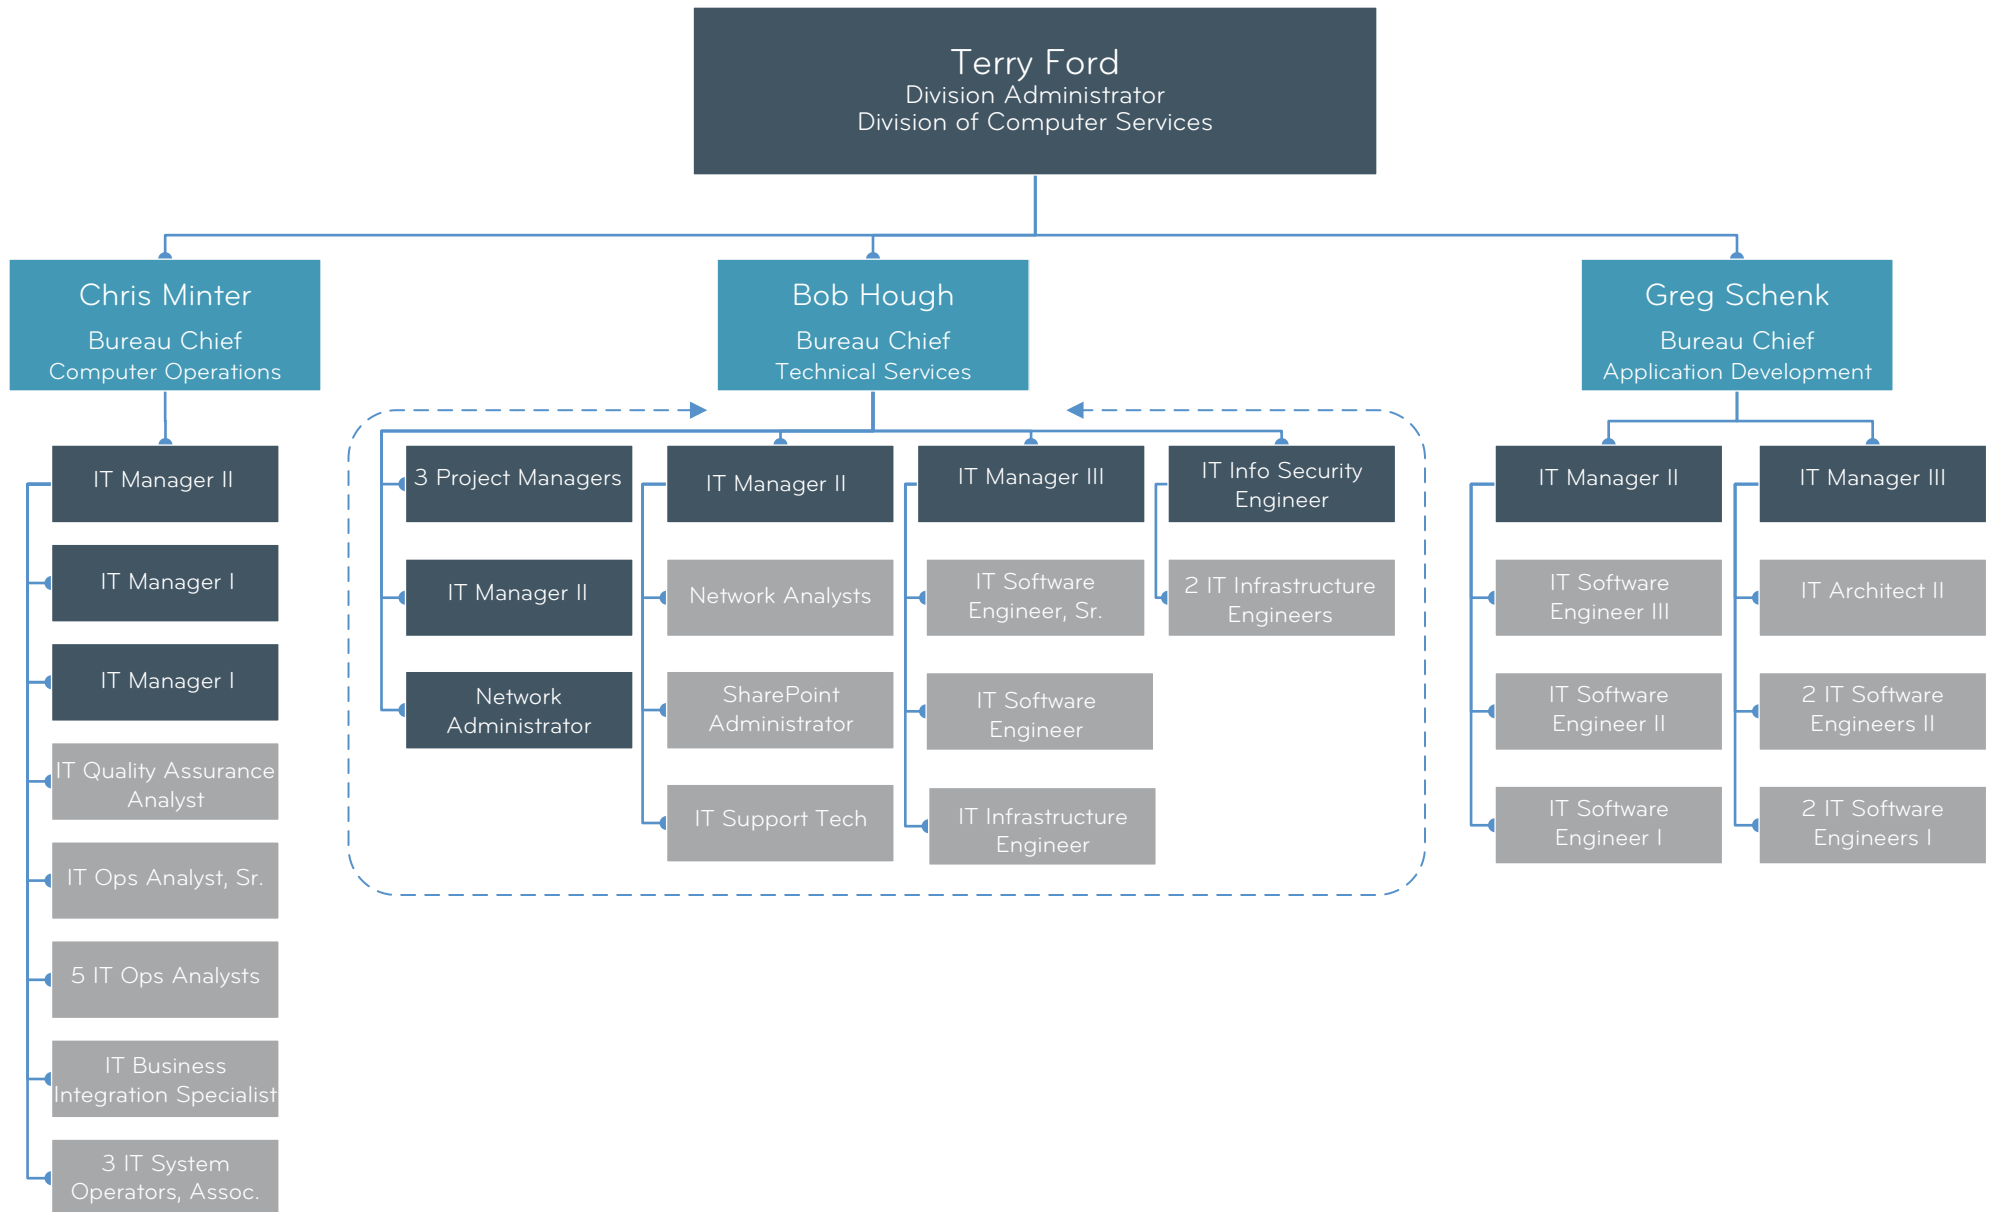 Terry Ford
Division Administrator
Division of Computer Services
Chris Minter
Bureau Chief
Computer Operations
Bob Hough
Bureau Chief
Technical Services
Greg Schenk
Bureau Chief
Application Development
IT Manager II
IT Manager I
IT Manager I
IT Quality Assurance
Analyst
IT Ops Analyst, Sr.
5 IT Ops Analysts
IT Business
Integration Specialist
3 IT System
Operators, Assoc.
3 Project Managers
IT Manager II
Network
Administrator
IT Manager II
Network Analysts
SharePoint
Administrator
IT Support Tech
IT Manager III
IT Software
Engineer, Sr.
IT Software
Engineer
IT Infrastructure
Engineer
IT Info Security
Engineer
2 IT Infrastructure
Engineers
IT Manager II
IT Software
Engineer III
IT Software
Engineer II
IT Software
Engineer I
IT Manager III
IT Architect II
2 IT Software
Engineers II
2 IT Software
Engineers I